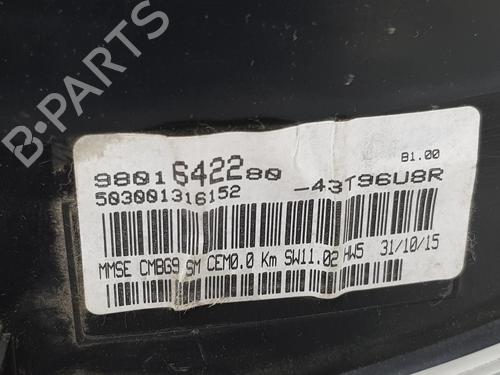 B-PARTS
B1.00
9801642280 -43T96U8R
503001316152
MMSE CMBG9 SM CEM0.0 Km SW11.02 HW5 31/10/15